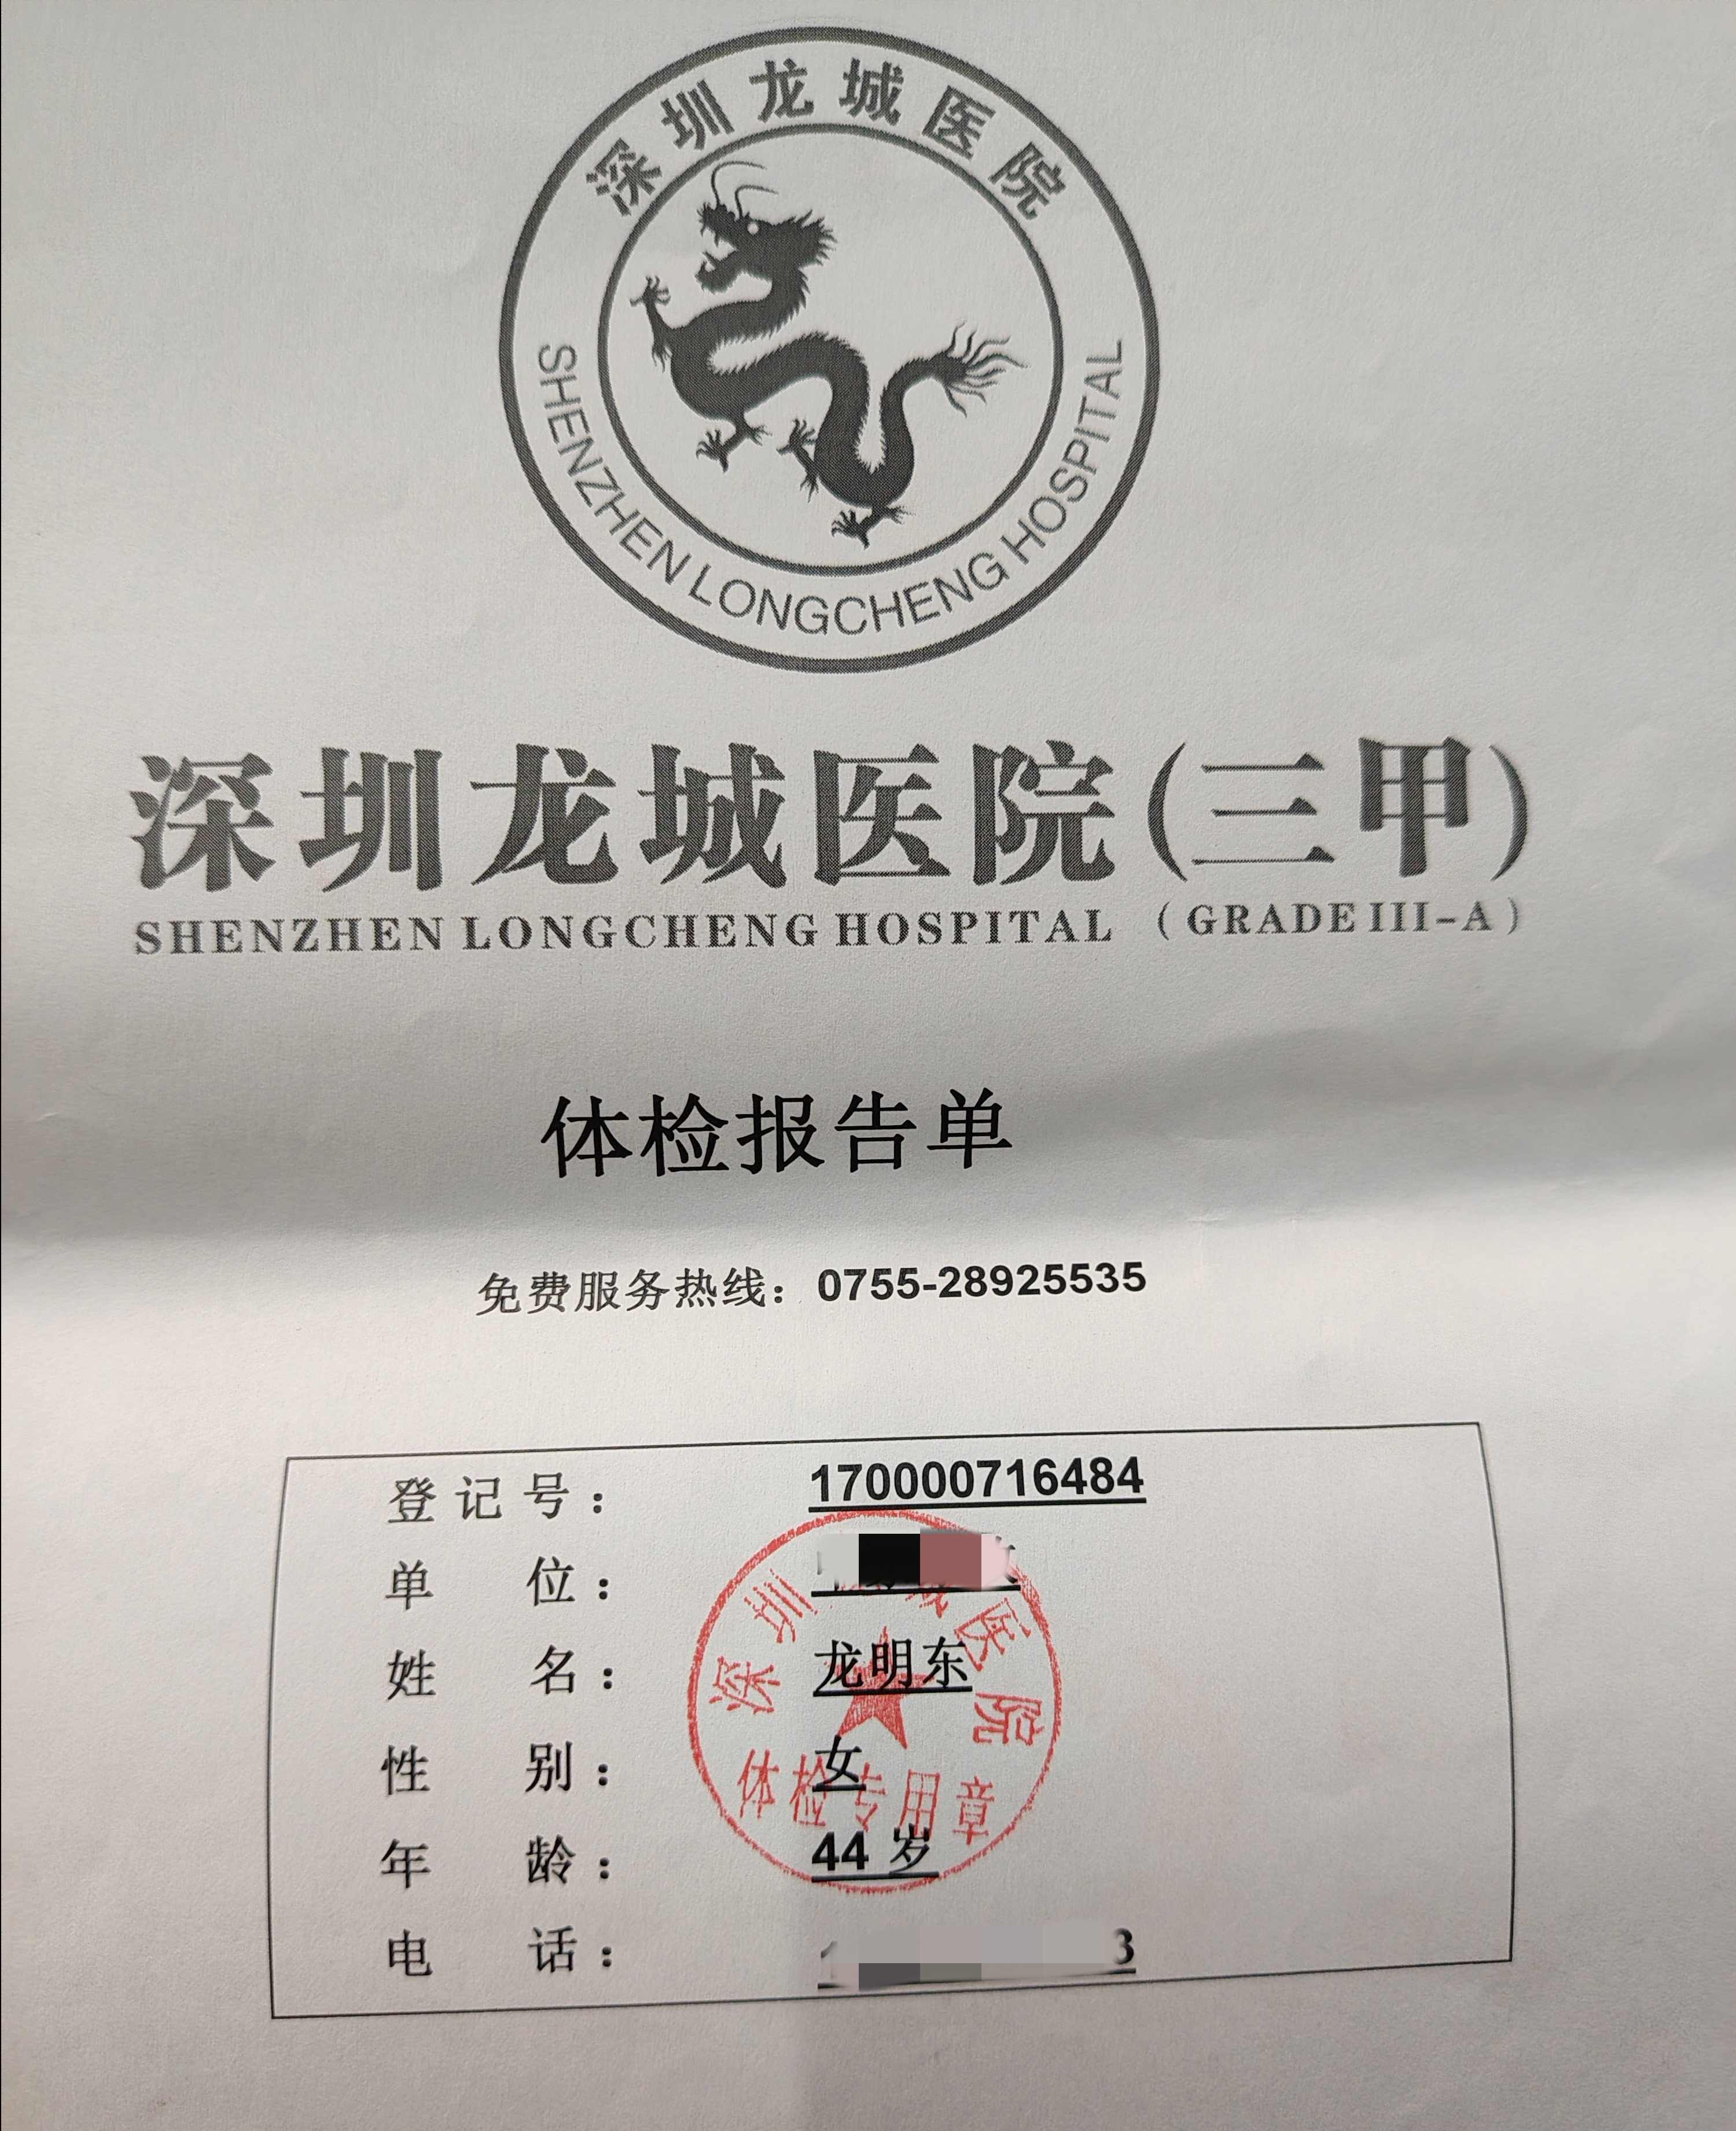 深圳龙城医院
SHENZHEN LONGCHENG HOSPITAL
深圳龙城医院(三甲)
SHENZHEN LONGCHENG HOSPITAL (GRADE III-A)
体检报告单
免费服务热线：0755-28925535
登记号： 170000716484
单位：
姓名： 龙明东
性别： 女
年龄： 44 岁
电话： 3
深圳 城医院
体检专用章